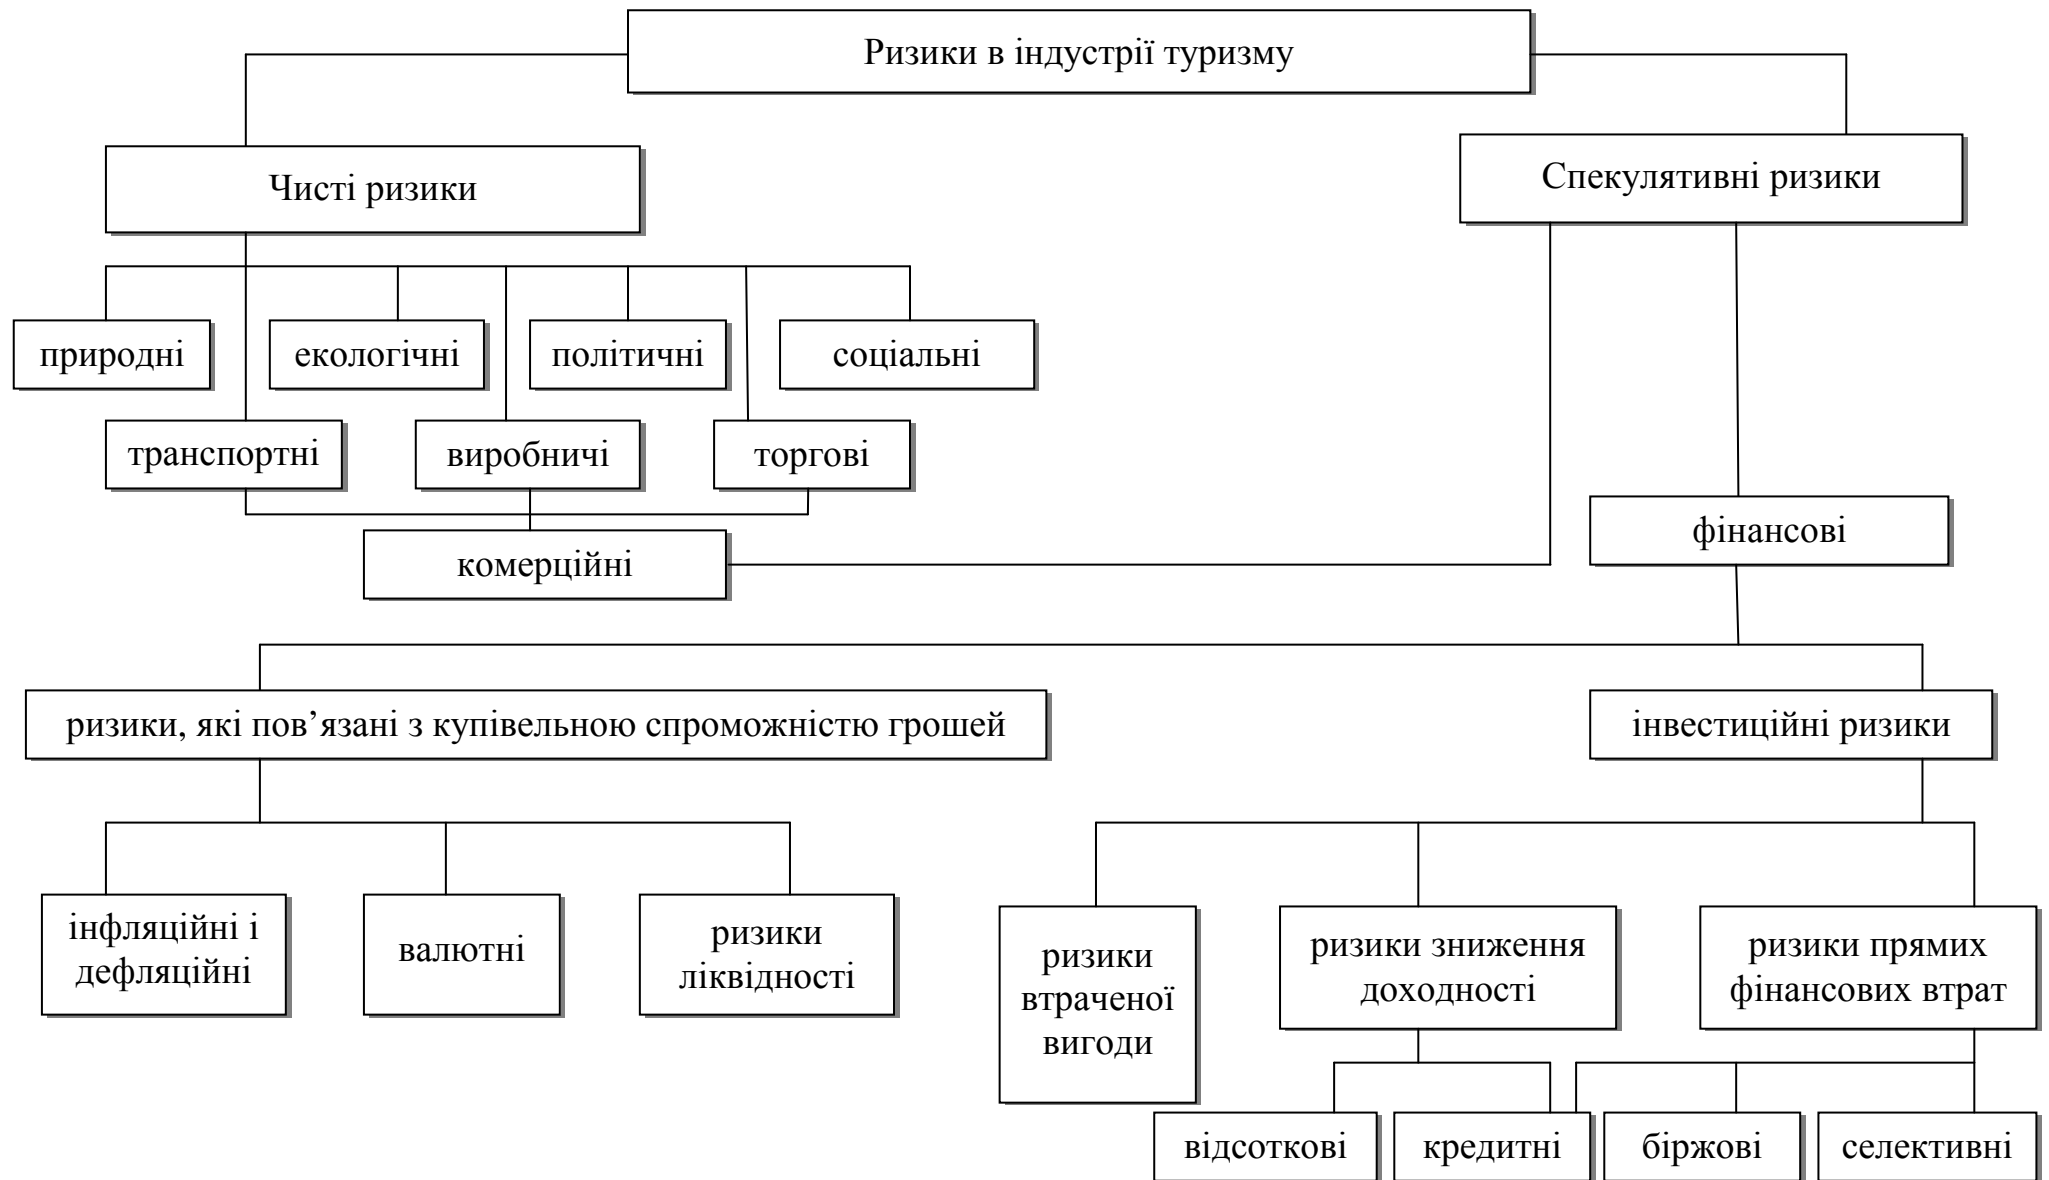 Ризики в індустрії туризму
Чисті ризики
Спекулятивні ризики
природні
екологічні
політичні
соціальні
транспортні
виробничі
торгові
комерційні
фінансові
ризики, які пов’язані з купівельною спроможністю грошей
інвестиційні ризики
інфляційні і
дефляційні
валютні
ризики
ліквідності
ризики
втраченої
вигоди
ризики зниження
доходності
ризики прямих
фінансових втрат
відсоткові
кредитні
біржові
селективні